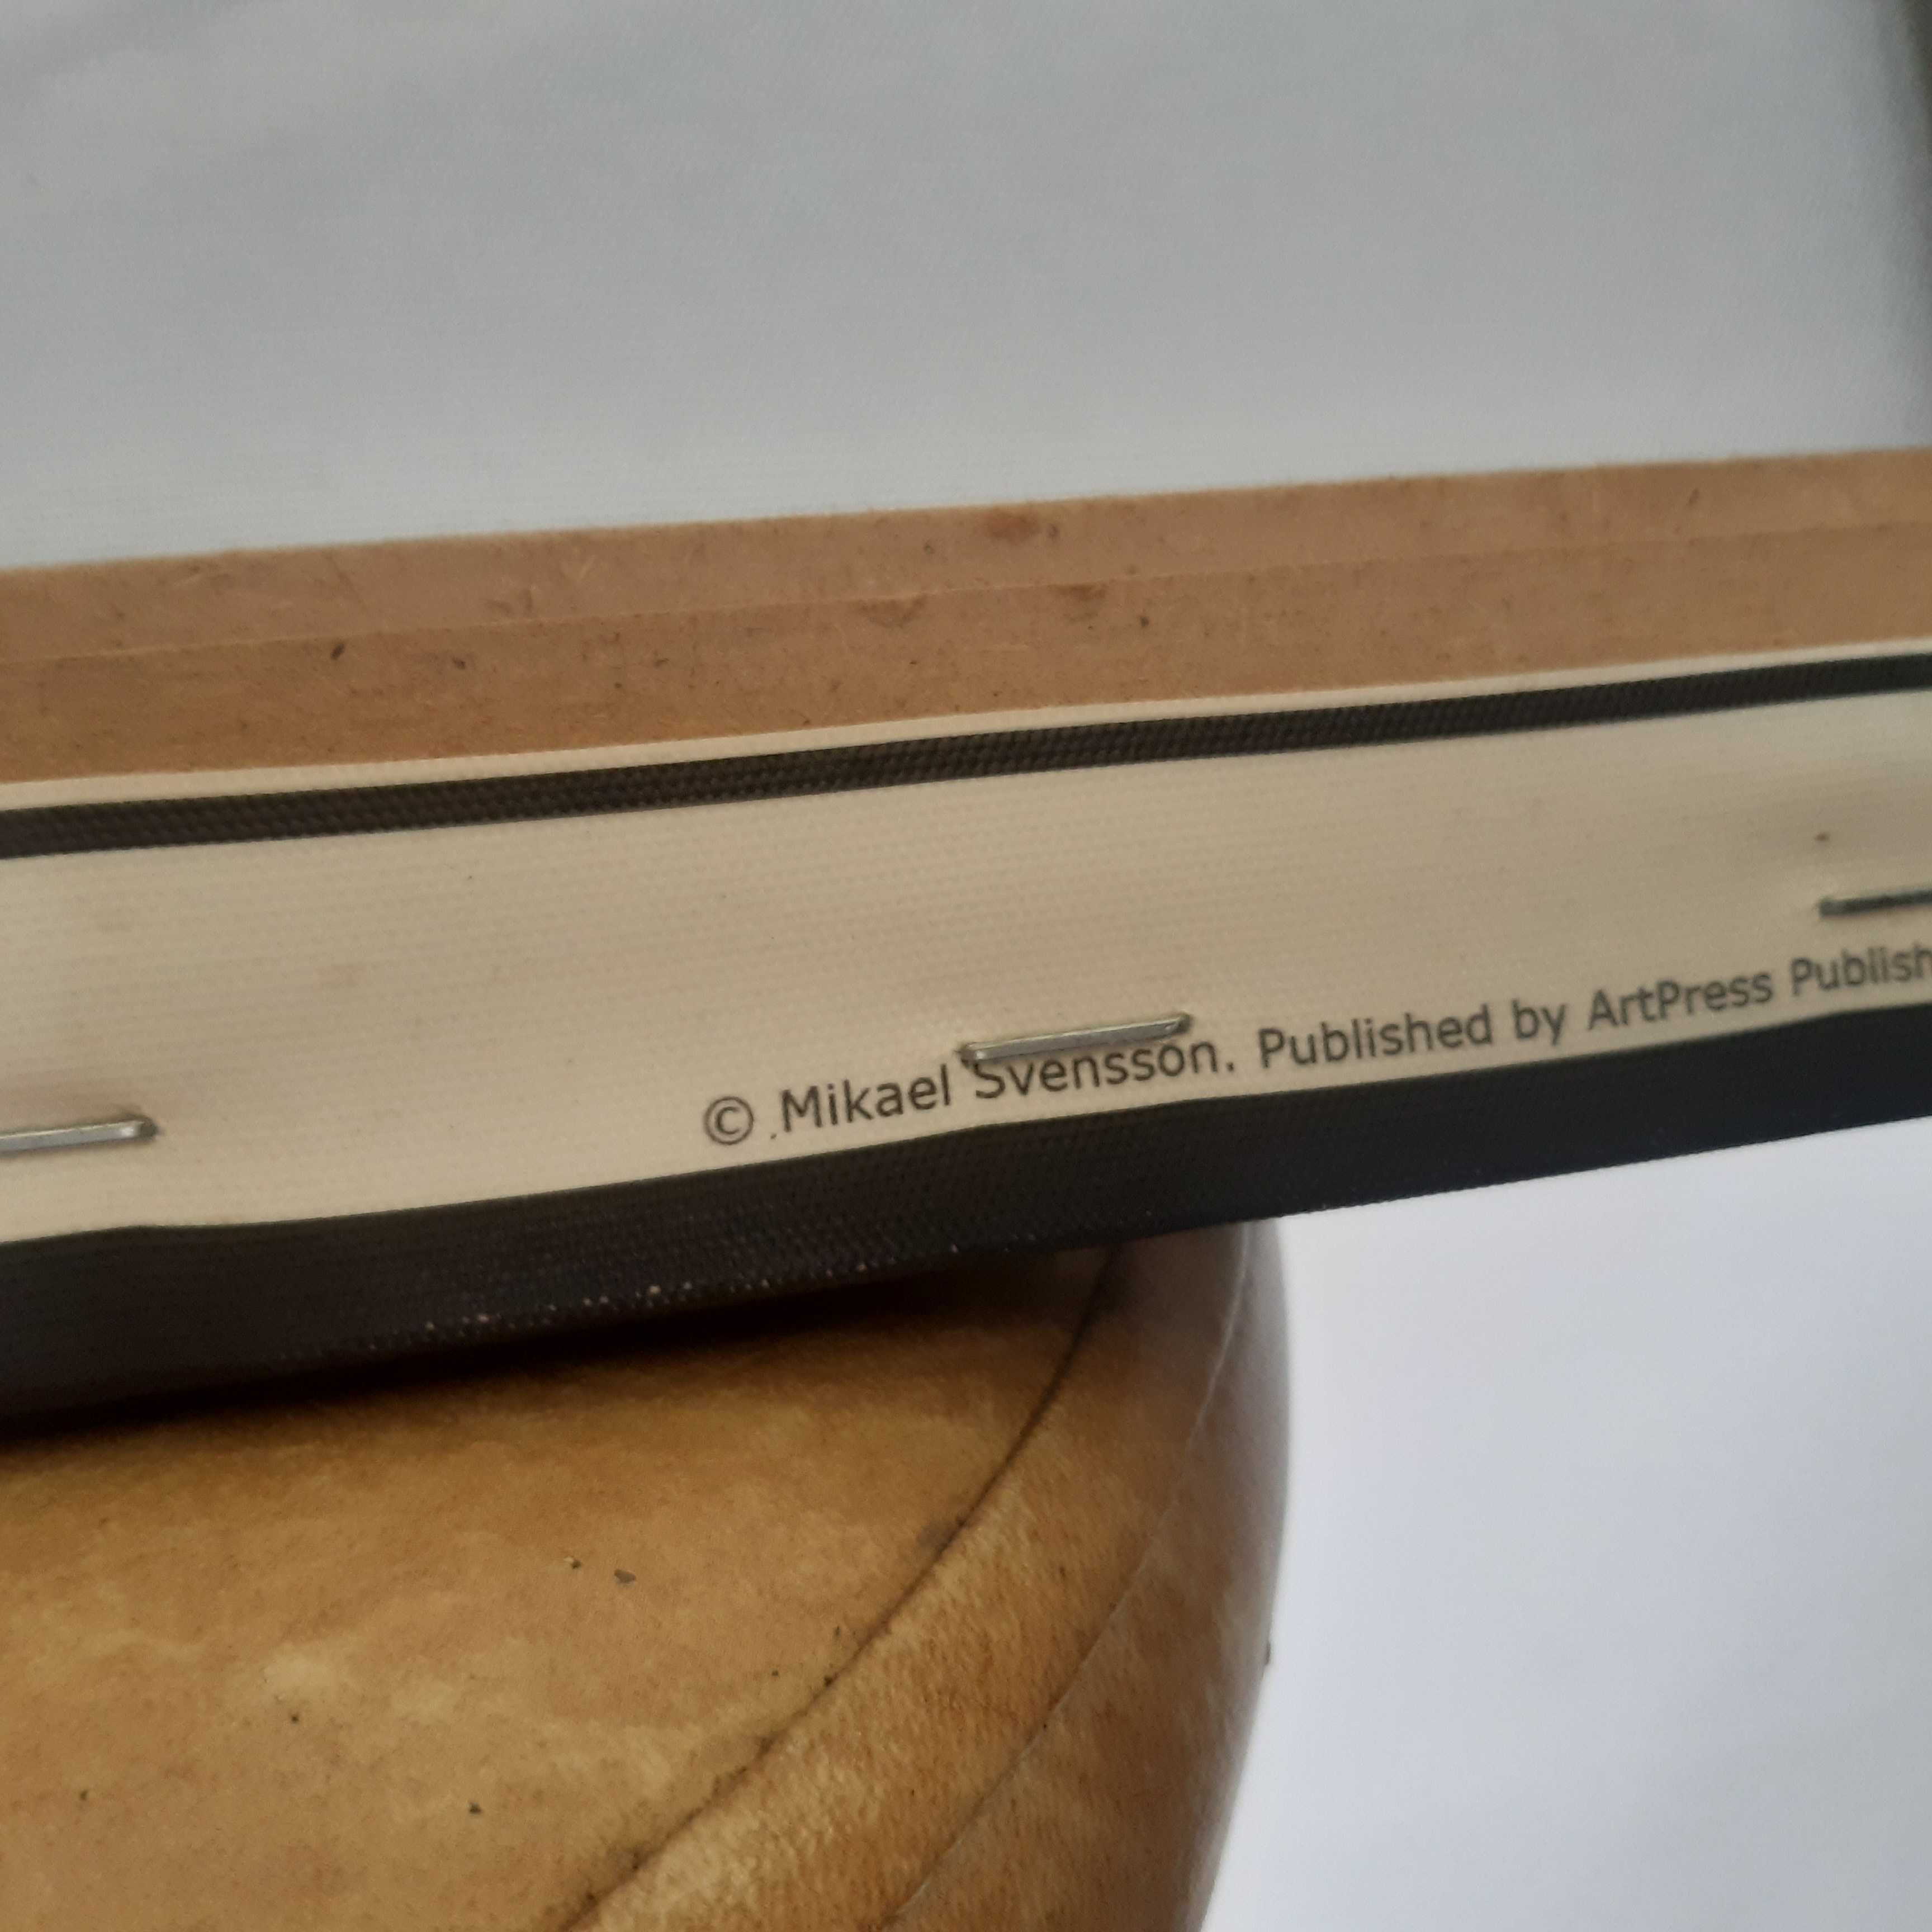 © Mikael Svensson. Published by ArtPress Publish